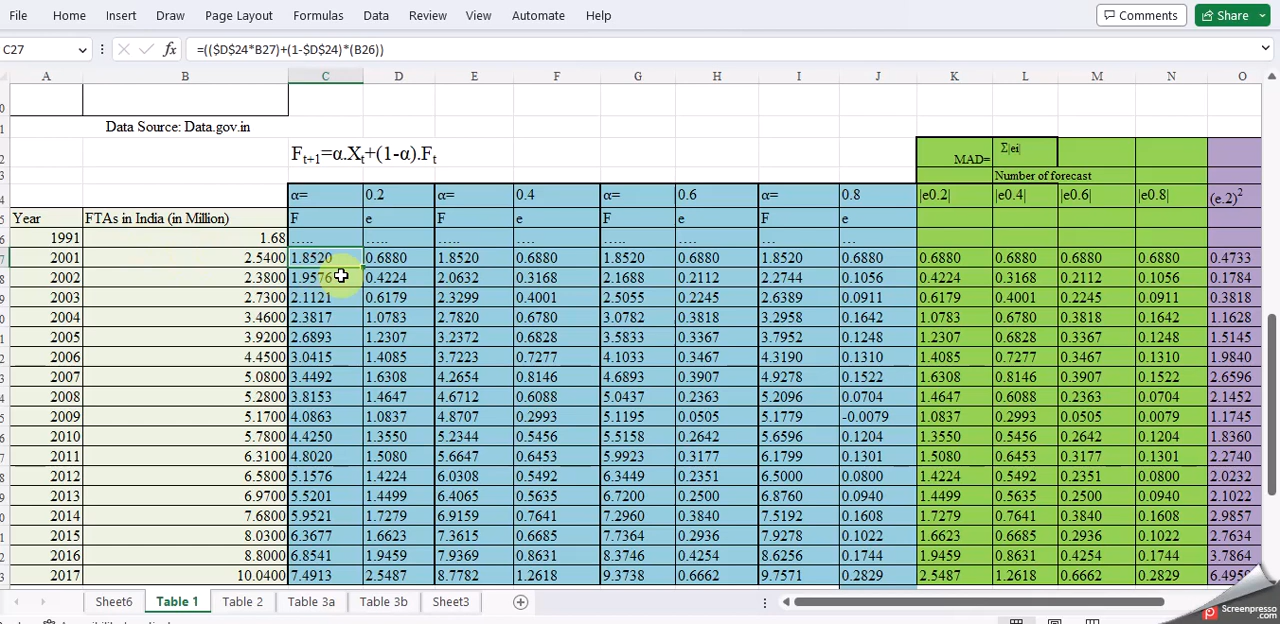 File Home Insert Draw Page Layout Formulas Data Review View Automate Help Comments Share
C27 fx =(($D$24*B27)+(1-$D$24)*(B26))
A B C D E F G H I J K L M N O
0
1 Data Source: Data.gov.in
2 Ft+1=α.Xt+(1-α).Ft MAD= Σ|ei|
3 Number of forecast
4 α= 0.2 α= 0.4 α= 0.6 α= 0.8 |e0.2| |e0.4| |e0.6| |e0.8| (e.2)2
5 Year FTAs in India (in Million) F e F e F e F e
6 1991 1.68 ..... ..... .... .... .... .... .... ...
7 2001 2.5400 1.8520 0.6880 1.8520 0.6880 1.8520 0.6880 1.8520 0.6880 0.6880 0.6880 0.6880 0.6880 0.4733
8 2002 2.3800 1.9576 0.4224 2.0632 0.3168 2.1688 0.2112 2.2744 0.1056 0.4224 0.3168 0.2112 0.1056 0.1784
9 2003 2.7300 2.1121 0.6179 2.3299 0.4001 2.5055 0.2245 2.6389 0.0911 0.6179 0.4001 0.2245 0.0911 0.3818
0 2004 3.4600 2.3817 1.0783 2.7820 0.6780 3.0782 0.3818 3.2958 0.1642 1.0783 0.6780 0.3818 0.1642 1.1628
1 2005 3.9200 2.6893 1.2307 3.2372 0.6828 3.5833 0.3367 3.7952 0.1248 1.2307 0.6828 0.3367 0.1248 1.5145
2 2006 4.4500 3.0415 1.4085 3.7223 0.7277 4.1033 0.3467 4.3190 0.1310 1.4085 0.7277 0.3467 0.1310 1.9840
3 2007 5.0800 3.4492 1.6308 4.2654 0.8146 4.6893 0.3907 4.9278 0.1522 1.6308 0.8146 0.3907 0.1522 2.6596
4 2008 5.2800 3.8153 1.4647 4.6712 0.6088 5.0437 0.2363 5.2096 0.0704 1.4647 0.6088 0.2363 0.0704 2.1452
5 2009 5.1700 4.0863 1.0837 4.8707 0.2993 5.1195 0.0505 5.1779 -0.0079 1.0837 0.2993 0.0505 0.0079 1.1745
6 2010 5.7800 4.4250 1.3550 5.2344 0.5456 5.5158 0.2642 5.6596 0.1204 1.3550 0.5456 0.2642 0.1204 1.8360
7 2011 6.3100 4.8020 1.5080 5.6647 0.6453 5.9923 0.3177 6.1799 0.1301 1.5080 0.6453 0.3177 0.1301 2.2740
8 2012 6.5800 5.1576 1.4224 6.0308 0.5492 6.3449 0.2351 6.5000 0.0800 1.4224 0.5492 0.2351 0.0800 2.0232
9 2013 6.9700 5.5201 1.4499 6.4065 0.5635 6.7200 0.2500 6.8760 0.0940 1.4499 0.5635 0.2500 0.0940 2.1022
0 2014 7.6800 5.9521 1.7279 6.9159 0.7641 7.2960 0.3840 7.5192 0.1608 1.7279 0.7641 0.3840 0.1608 2.9857
1 2015 8.0300 6.3677 1.6623 7.3615 0.6685 7.7364 0.2936 7.9278 0.1022 1.6623 0.6685 0.2936 0.1022 2.7634
2 2016 8.8000 6.8541 1.9459 7.9369 0.8631 8.3746 0.4254 8.6256 0.1744 1.9459 0.8631 0.4254 0.1744 3.7864
3 2017 10.0400 7.4913 2.5487 8.7782 1.2618 9.3738 0.6662 9.7571 0.2829 2.5487 1.2618 0.6662 0.2829 6.495
Sheet6 Table 1 Table 2 Table 3a Table 3b Sheet3
Screenpresso.com